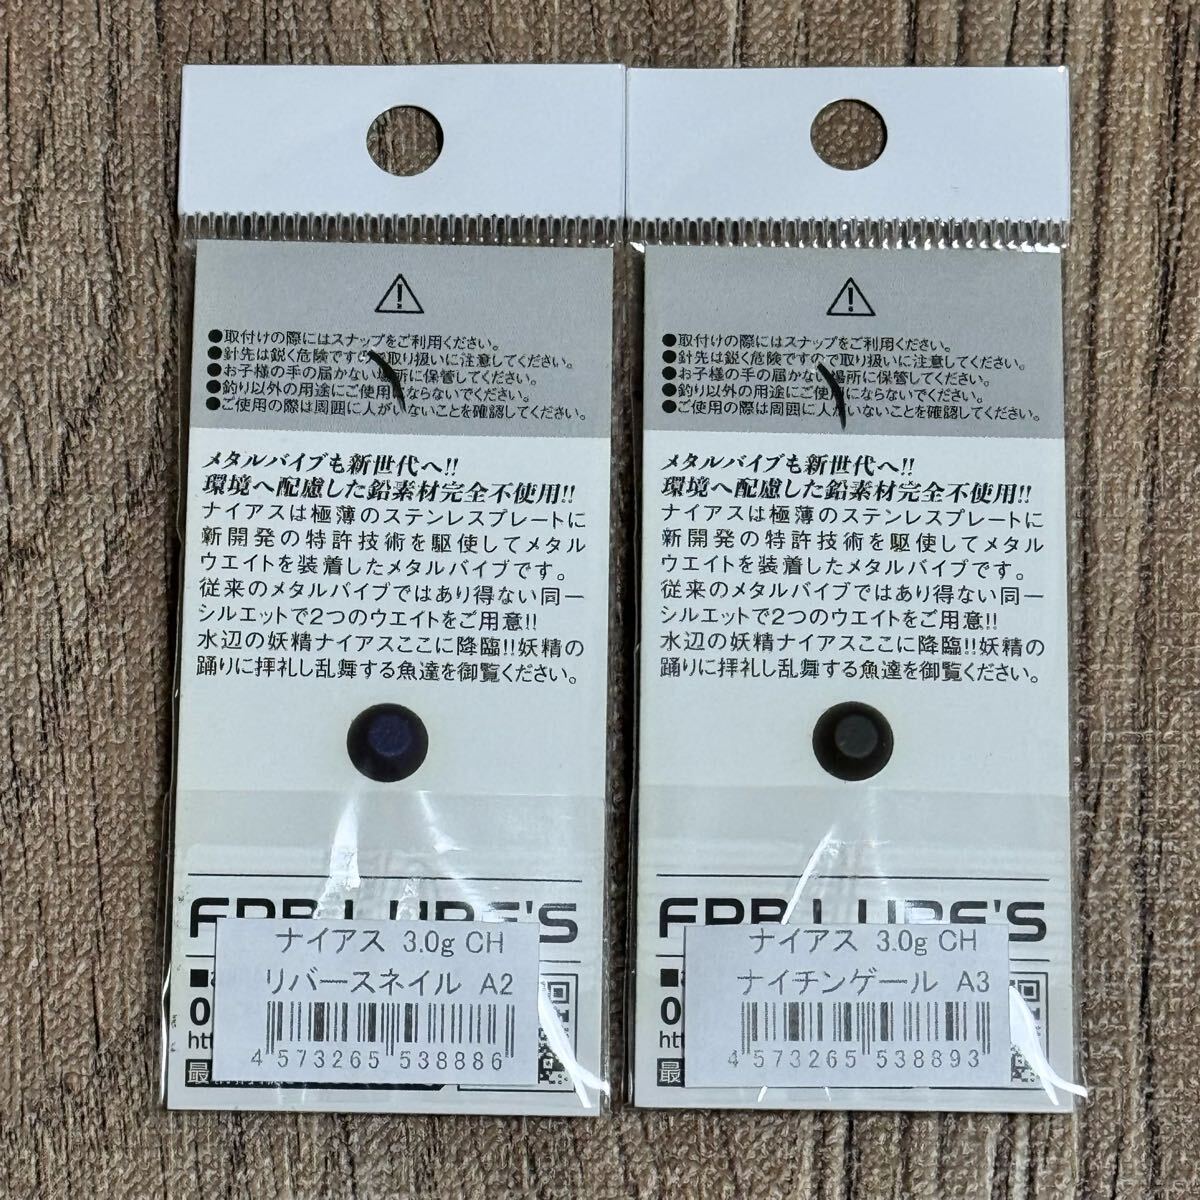 ●取付けの際にはスナップをご利用ください。
●針先は鋭く危険ですので取り扱いに注意してください。
●お子様の手の届かない場所に保管してください。
●釣り以外の用途にご使用にならないでください。
●ご使用の際は周囲に人がいないことを確認してください。
メタルバイブも新世代へ!!
環境へ配慮した鉛素材完全不使用!!
ナイアスは極薄のステンレスプレートに
新開発の特許技術を駆使してメタル
ウエイトを装着したメタルバイブです。
従来のメタルバイブではあり得ない同一
シルエットで2つのウエイトをご用意!!
水辺の妖精ナイアスここに降臨!!妖精の
踊りに拝礼し乱舞する魚達を御覧ください。
ナイアス 3.0g CH
リバースネイル A2
4 573265 538886
●取付けの際にはスナップをご利用ください。
●針先は鋭く危険ですので取り扱いに注意してください。
●お子様の手の届かない場所に保管してください。
●釣り以外の用途にご使用にならないでください。
●ご使用の際は周囲に人がいないことを確認してください。
メタルバイブも新世代へ!!
環境へ配慮した鉛素材完全不使用!!
ナイアスは極薄のステンレスプレートに
新開発の特許技術を駆使してメタル
ウエイトを装着したメタルバイブです。
従来のメタルバイブではあり得ない同一
シルエットで2つのウエイトをご用意!!
水辺の妖精ナイアスここに降臨!!妖精の
踊りに拝礼し乱舞する魚達を御覧ください。
ナイアス 3.0g CH
ナイチンゲール A3
4 573265 538893